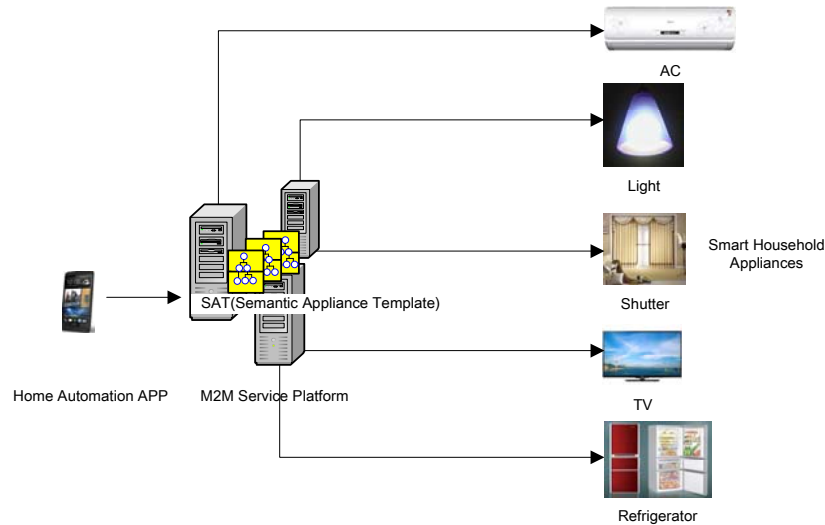 AC
Light
Smart Household
Appliances
Shutter
SAT(Semantic Appliance Template)
Home Automation APP
M2M Service Platform
TV
Refrigerator